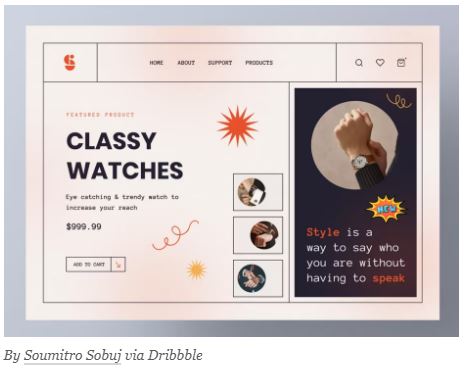 HOME ABOUT SUPPORT PRODUCTS
FEATURED PRODUCT
CLASSY
WATCHES
Eye catching & trendy watch to
increase your reach
$999.99
ADD TO CART
NEW
Style is a
way to say who
you are without
having to speak
By Soumitro Sobuj via Dribbble